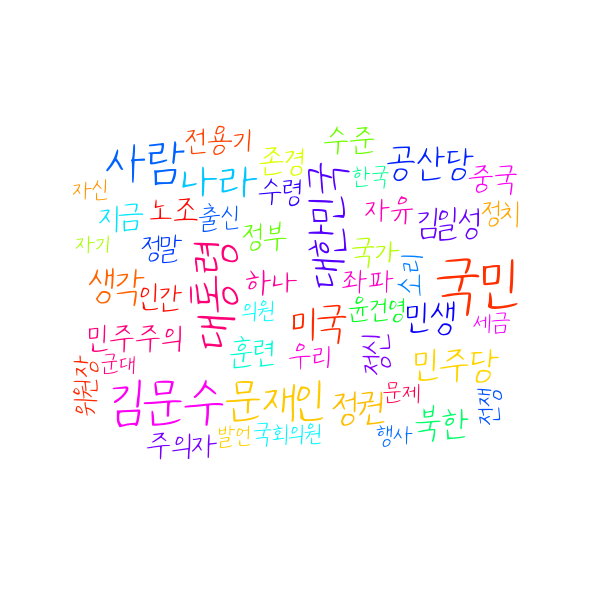 전용기
수준
사람
존경
공산당
나라
한국
중국
자신
수령
대한민국
지금
노조
출신
자유
김일성
정치
자기
정말
정부
국가
소리
생각
인간
대통령
하나
좌파
국민
의원
미국
윤건영
민생
세금
민주주의
훈련
우리
정신
민주당
위원장
군대
김문수
문재인
정권
문제
전쟁
주의자
발언
국회의원
행사
북한